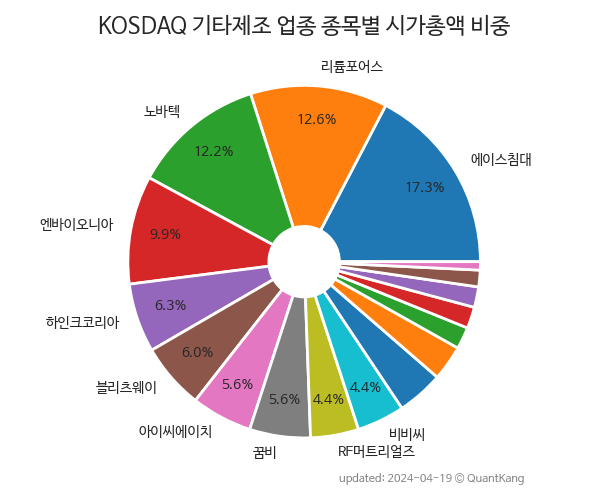 KOSDAQ 기타제조 업종 종목별 시가총액 비중
리튬포어스
12.6%
노바텍
12.2%
에이스침대
17.3%
엔바이오니아
9.9%
하인크코리아
6.3%
블리츠웨이
6.0%
아이씨에이치
5.6%
꿈비
5.6%
RF머트리얼즈
4.4%
비비씨
4.4%
updated: 2024-04-19 © QuantKang